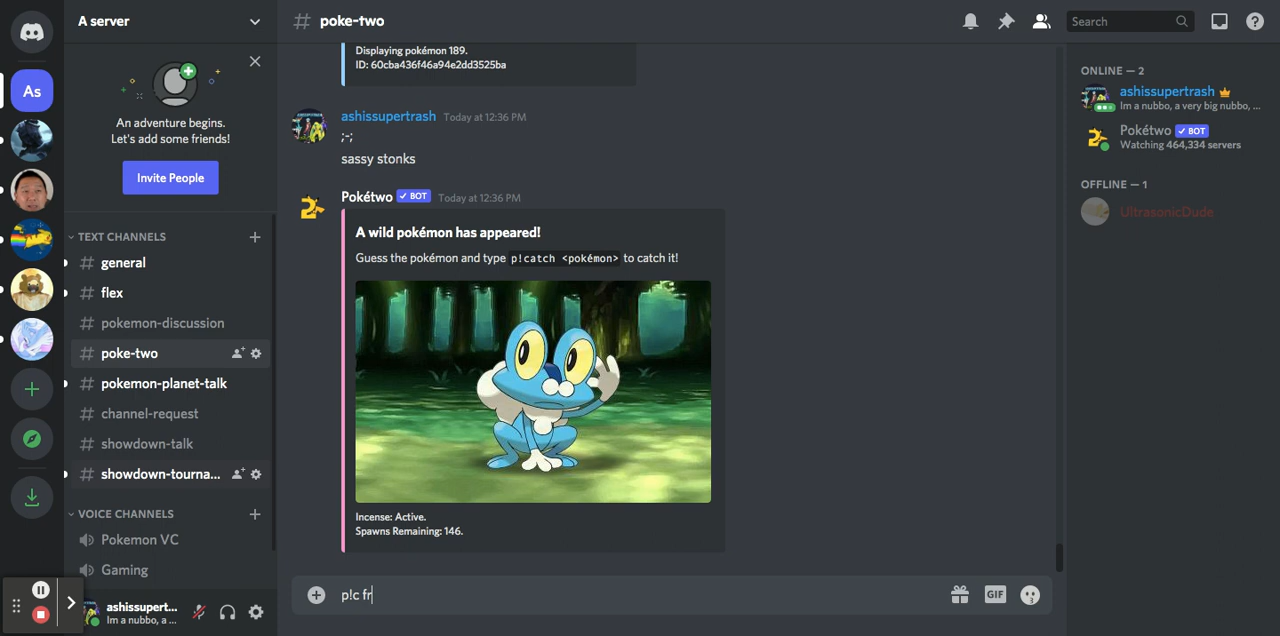 A server
An adventure begins.
Let's add some friends!
Invite People
TEXT CHANNELS
general
flex
pokemon-discussion
poke-two
pokemon-planet-talk
channel-request
showdown-talk
showdown-tourna...
VOICE CHANNELS
Pokemon VC
Gaming
ashissupert...
Im a nubbo, a ...
As
# poke-two
Search
Displaying pokémon 189.
ID: 60cba436f46a94e2dd3525ba
ashissupertrash Today at 12:36 PM
;-;
sassy stonks
Pokétwo BOT Today at 12:36 PM
A wild pokémon has appeared!
Guess the pokémon and type p!catch <pokémon> to catch it!
Incense: Active.
Spawns Remaining: 146.
p!c fr
GIF
ONLINE — 2
ashissupertrash
Im a nubbo, a very big nubbo, ...
Pokétwo BOT
Watching 464,334 servers
OFFLINE — 1
UltrasonicDude